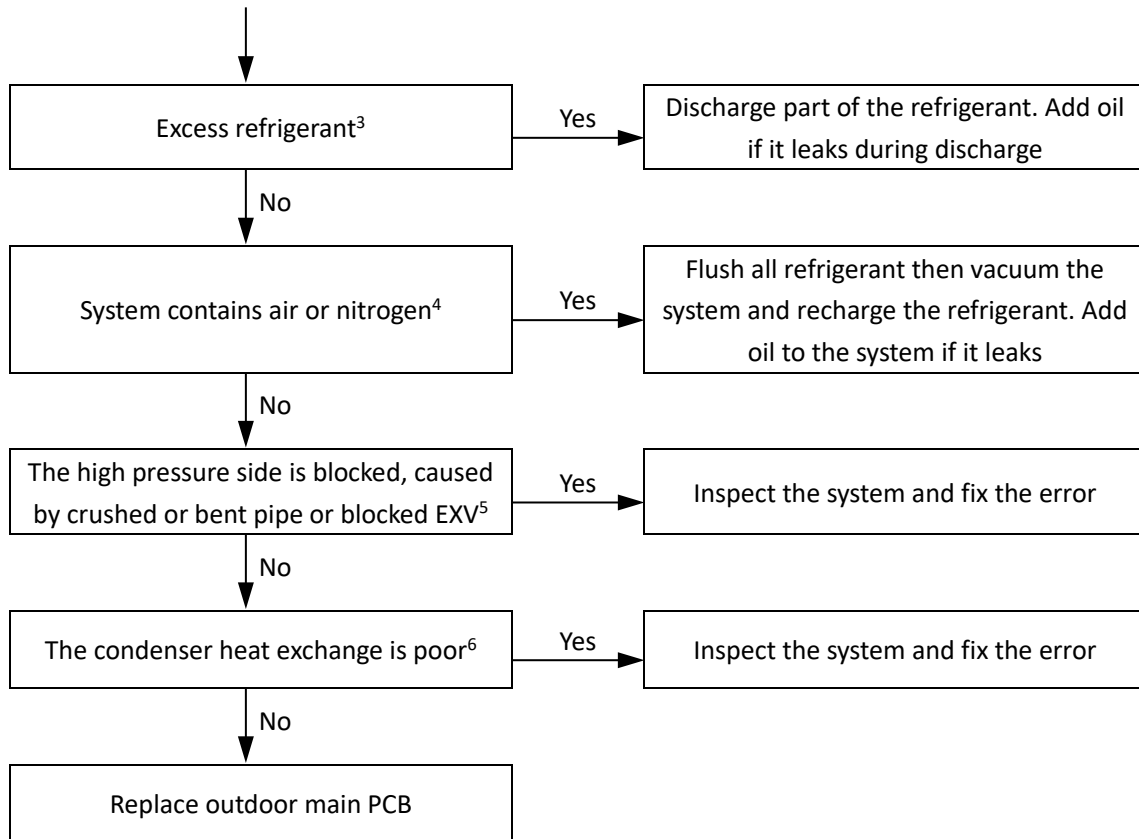 Excess refrigerant³
Yes
Discharge part of the refrigerant. Add oil
if it leaks during discharge
No
System contains air or nitrogen⁴
Yes
Flush all refrigerant then vacuum the
system and recharge the refrigerant. Add
oil to the system if it leaks
No
The high pressure side is blocked, caused
by crushed or bent pipe or blocked EXV⁵
Yes
Inspect the system and fix the error
No
The condenser heat exchange is poor⁶
Yes
Inspect the system and fix the error
No
Replace outdoor main PCB